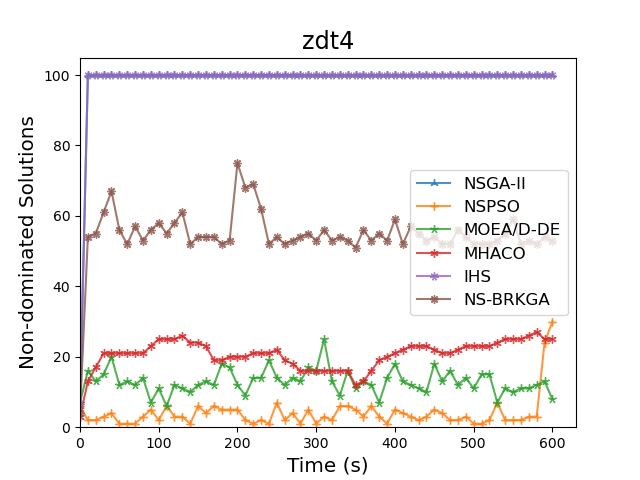 zdt4
Non-dominated Solutions
100
80
60
40
20
0
NSGA-II
NSPSO
MOEA/D-DE
MHACO
IHS
NS-BRKGA
0 100 200 300 400 500 600
Time (s)